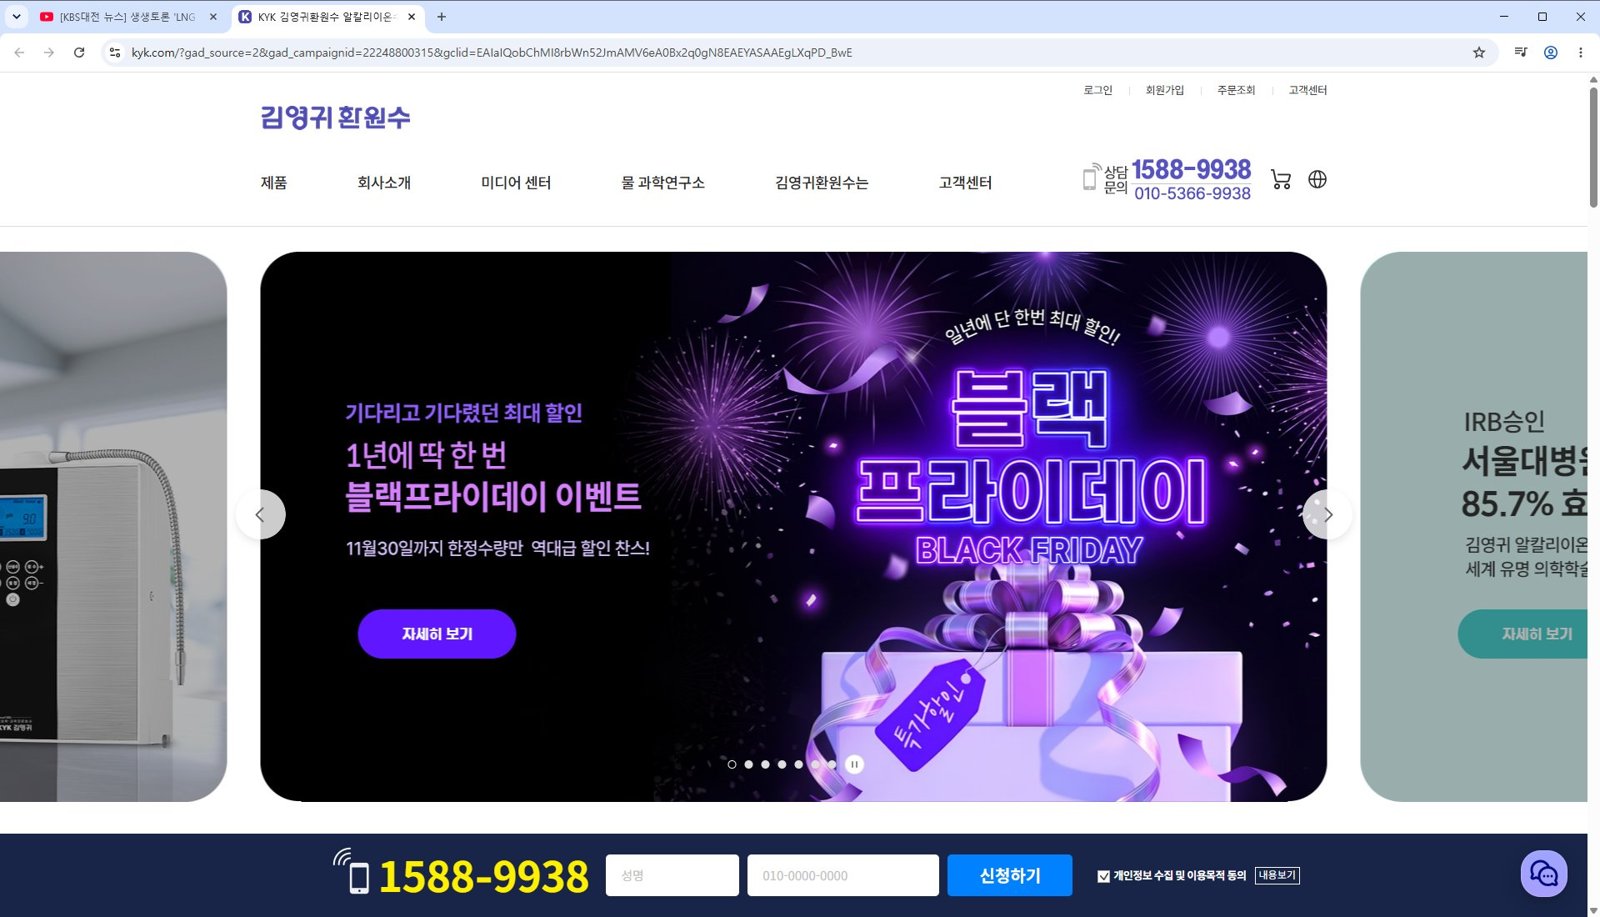 [KBS대전 뉴스] 생생토론 'LNG
KYK 김영귀환원수 알칼리이온수
kyk.com/?gad_source=2&gad_campaignid=22248800315&gclid=EAIaIQobChMI8rbWn52JmAMV6eA0Bx2q0gN8EAEYASAAEgLXqPD_BwE
로그인 회원가입 주문조회 고객센터
김영귀 환원수
제품 회사소개 미디어 센터 물 과학연구소 김영귀환원수는 고객센터
상담 문의 1588-9938
010-5366-9938
일년에 단 한번 최대 할인!
블랙
프라이데이
BLACK FRIDAY
특가할인
기다리고 기다렸던 최대 할인
1년에 딱 한 번
블랙프라이데이 이벤트
11월30일까지 한정수량만 역대급 할인 찬스!
자세히 보기
9.0
KYK 김영귀
IRB승인
서울대병원
85.7% 효
김영귀 알칼리이온
세계 유명 의학학술
자세히 보기
1588-9938 성명 010-0000-0000 신청하기 개인정보 수집 및 이용목적 동의 내용보기